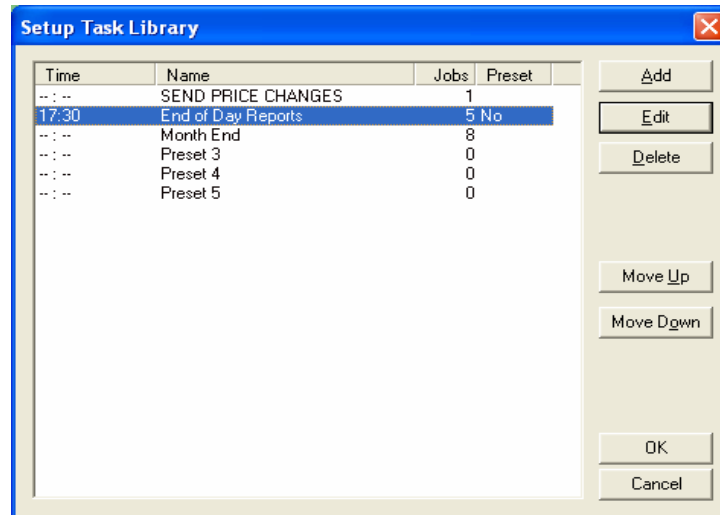 Setup Task Library
Time Name Jobs Preset
-- : -- SEND PRICE CHANGES 1
17:30 End of Day Reports 5 No
-- : -- Month End 8
-- : -- Preset 3 0
-- : -- Preset 4 0
-- : -- Preset 5 0
Add
Edit
Delete
Move Up
Move Down
OK
Cancel